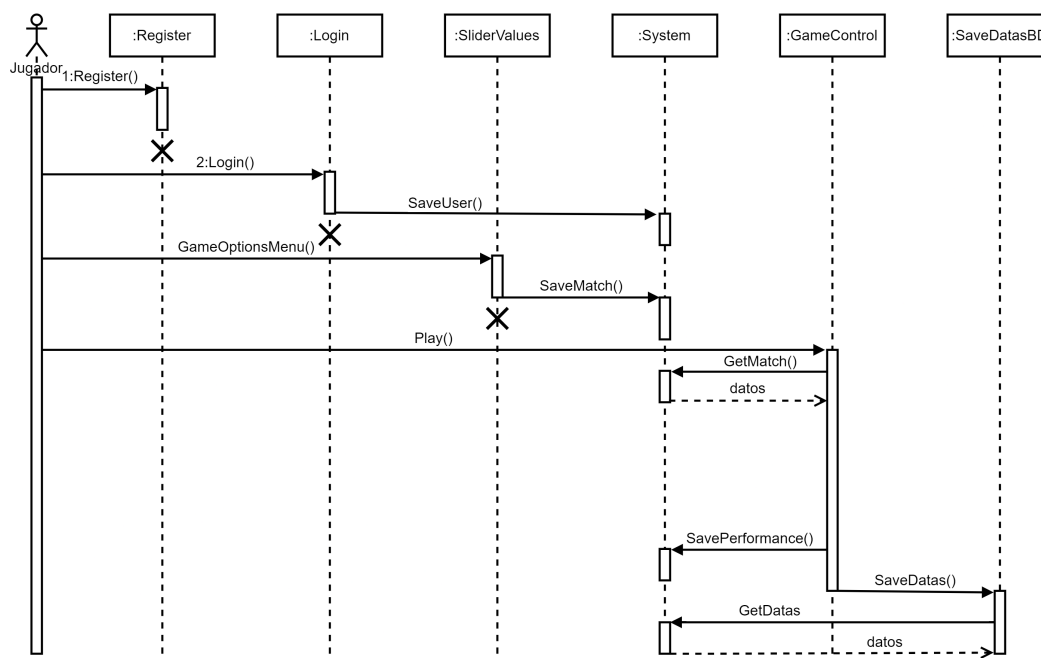 :Register
:Login
:SliderValues
:System
:GameControl
:SaveDatasBD
Jugador
1:Register()
2:Login()
SaveUser()
GameOptionsMenu()
SaveMatch()
Play()
GetMatch()
datos
SavePerformance()
SaveDatas()
GetDatas
datos